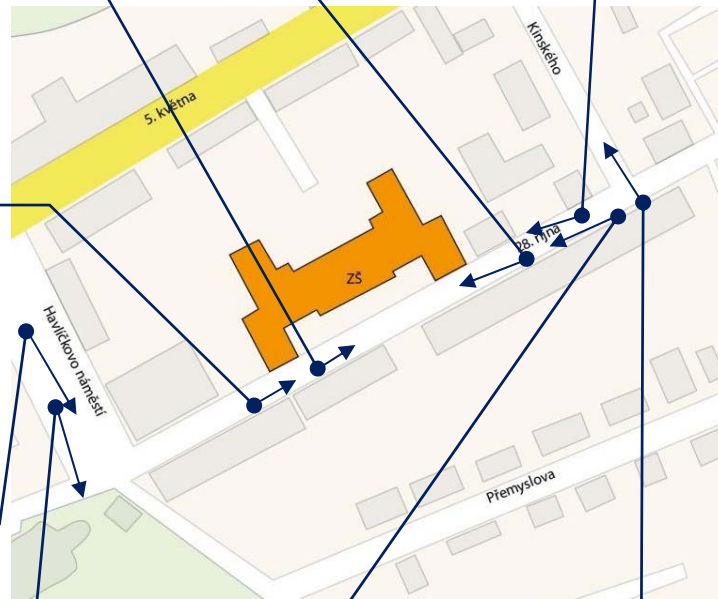 Kinského
5. května
28. října
ZŠ
Havlíčkovo náměstí
Přemyslova